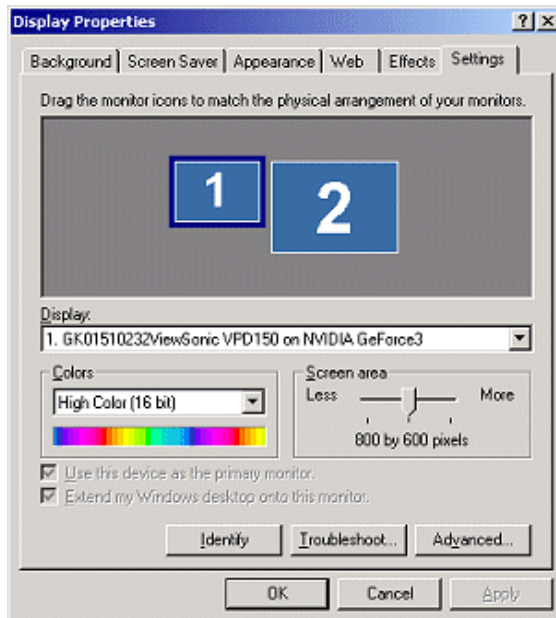 Display Properties
Background Screen Saver Appearance Web Effects Settings
Drag the monitor icons to match the physical arrangement of your monitors.
1 2
Display:
1. GK01510232ViewSonic VPD150 on NVIDIA GeForce3
Colors
High Color (16 bit)
Screen area
Less More
800 by 600 pixels
Use this device as the primary monitor.
Extend my Windows desktop onto this monitor.
Identify Troubleshoot... Advanced...
OK Cancel Apply